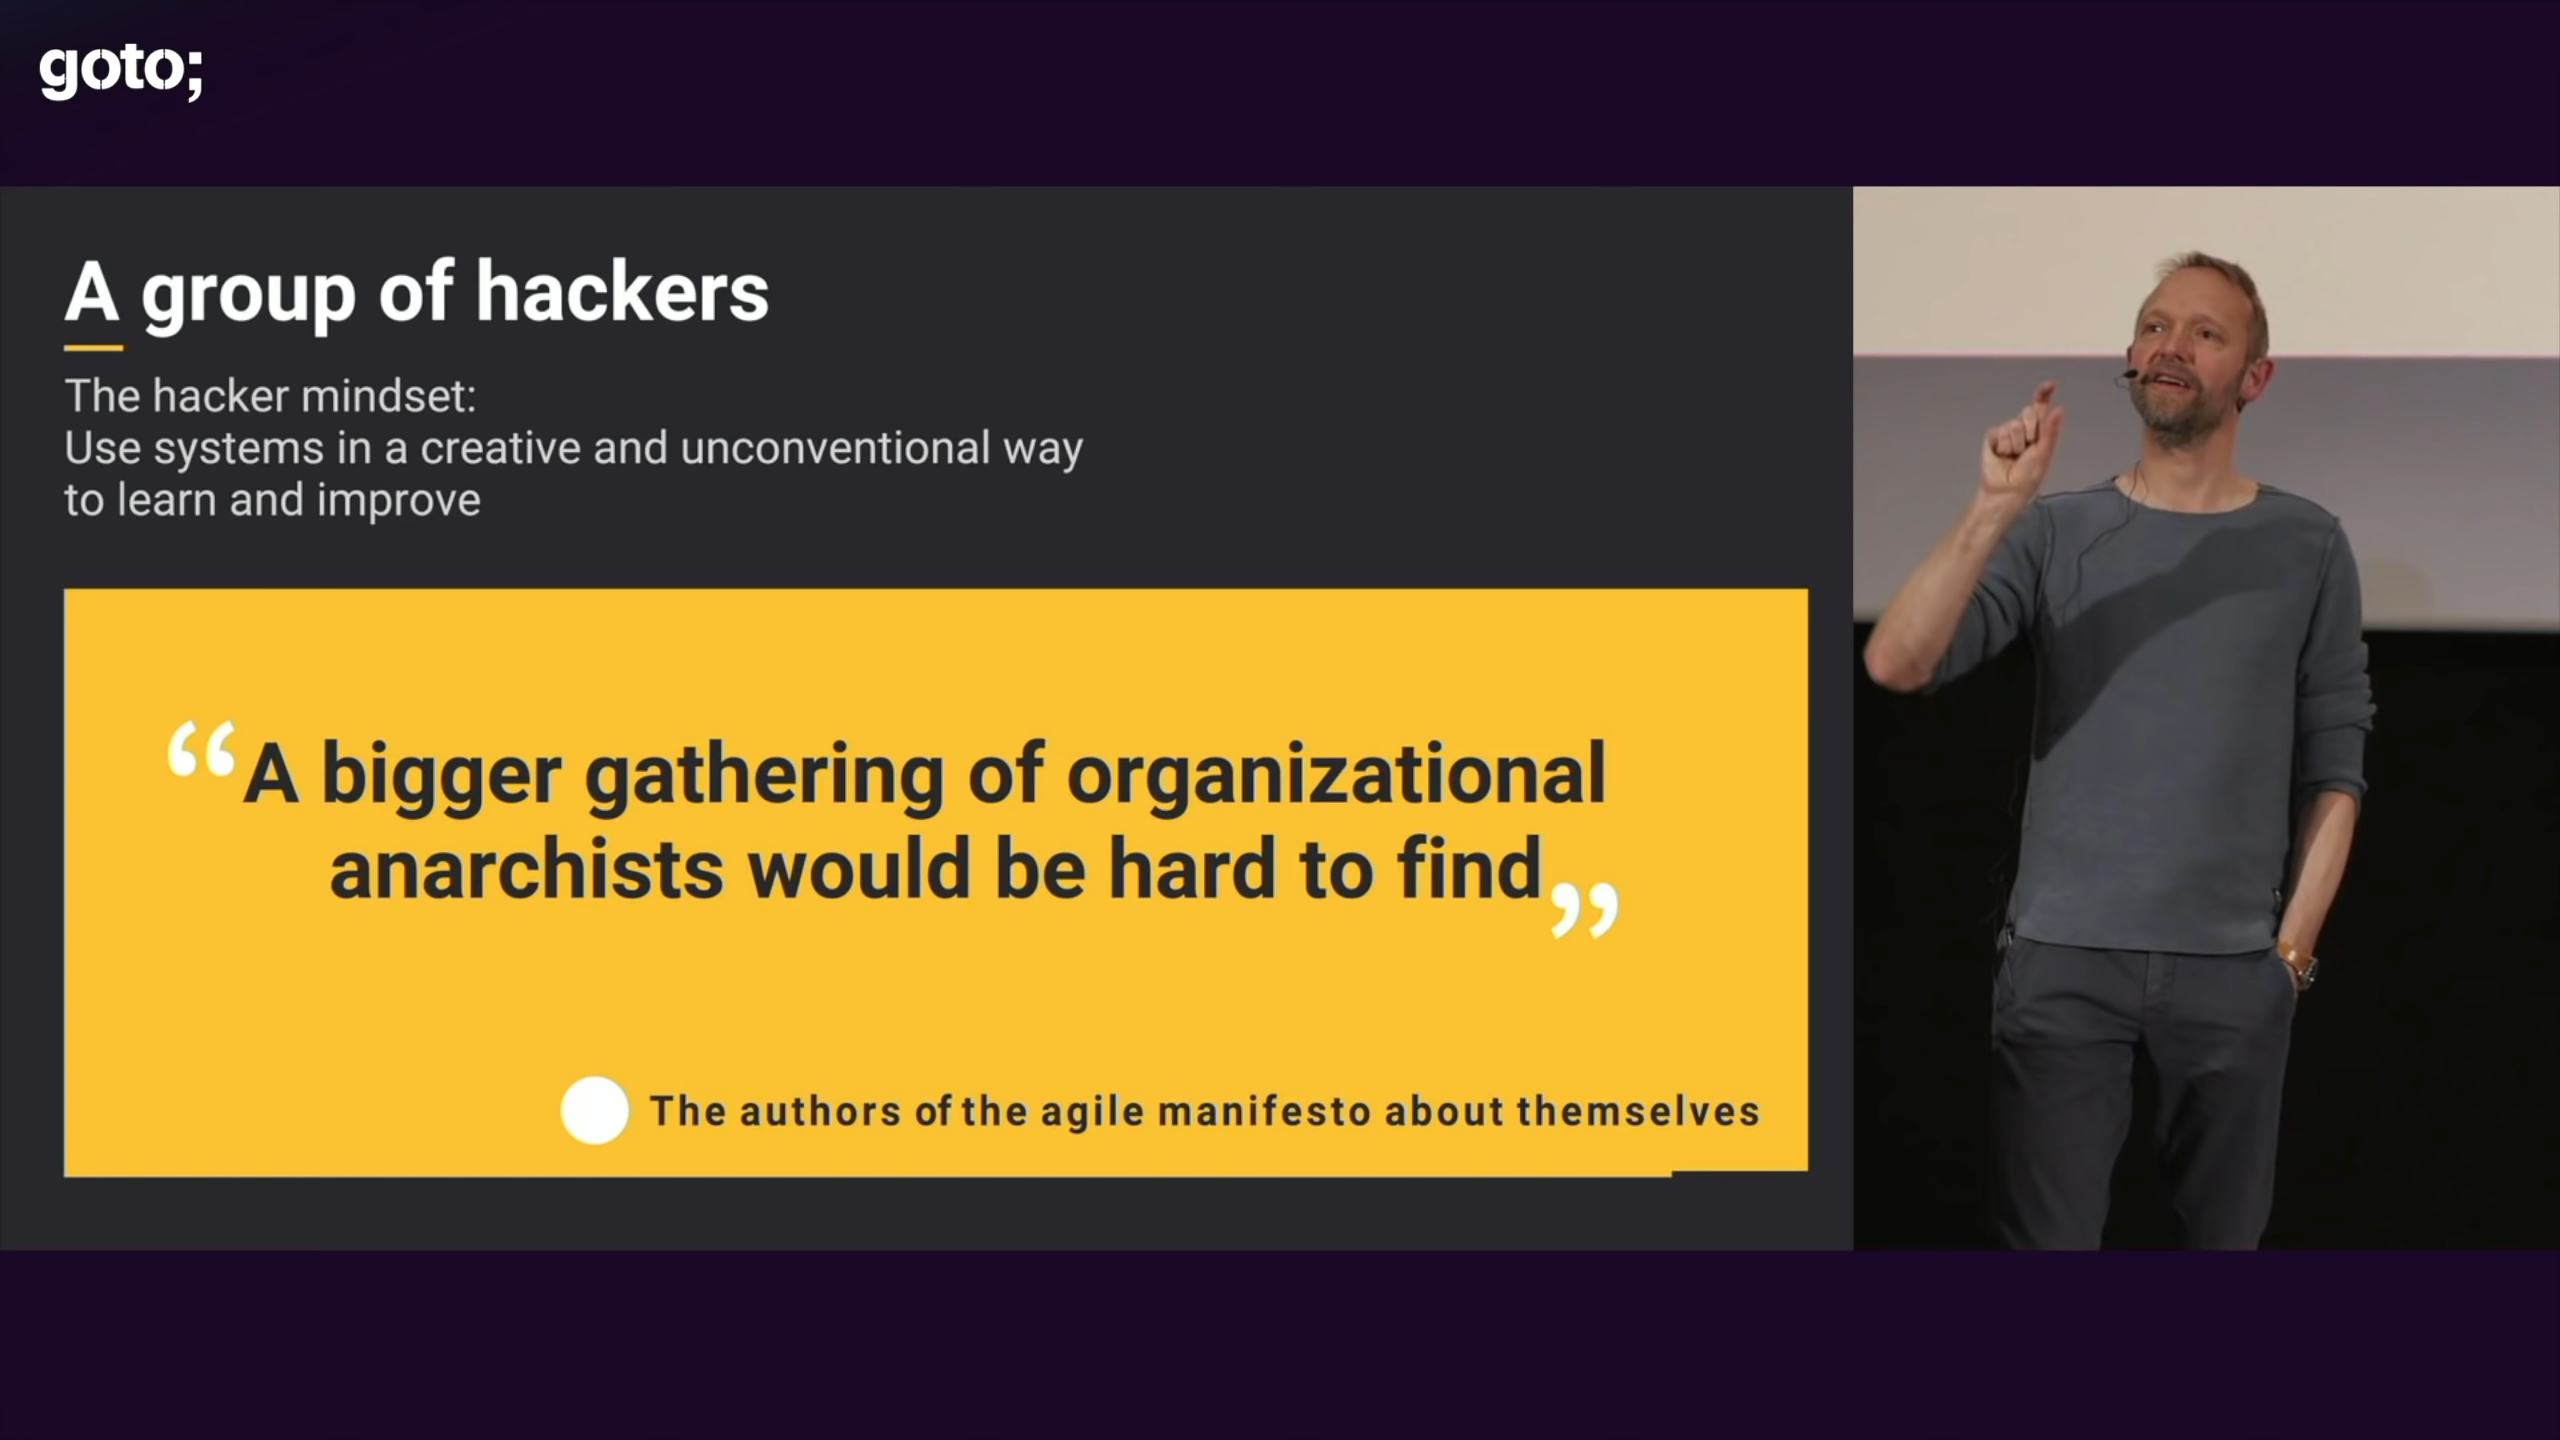 goto;
A group of hackers
The hacker mindset:
Use systems in a creative and unconventional way
to learn and improve
“A bigger gathering of organizational
anarchists would be hard to find”
The authors of the agile manifesto about themselves